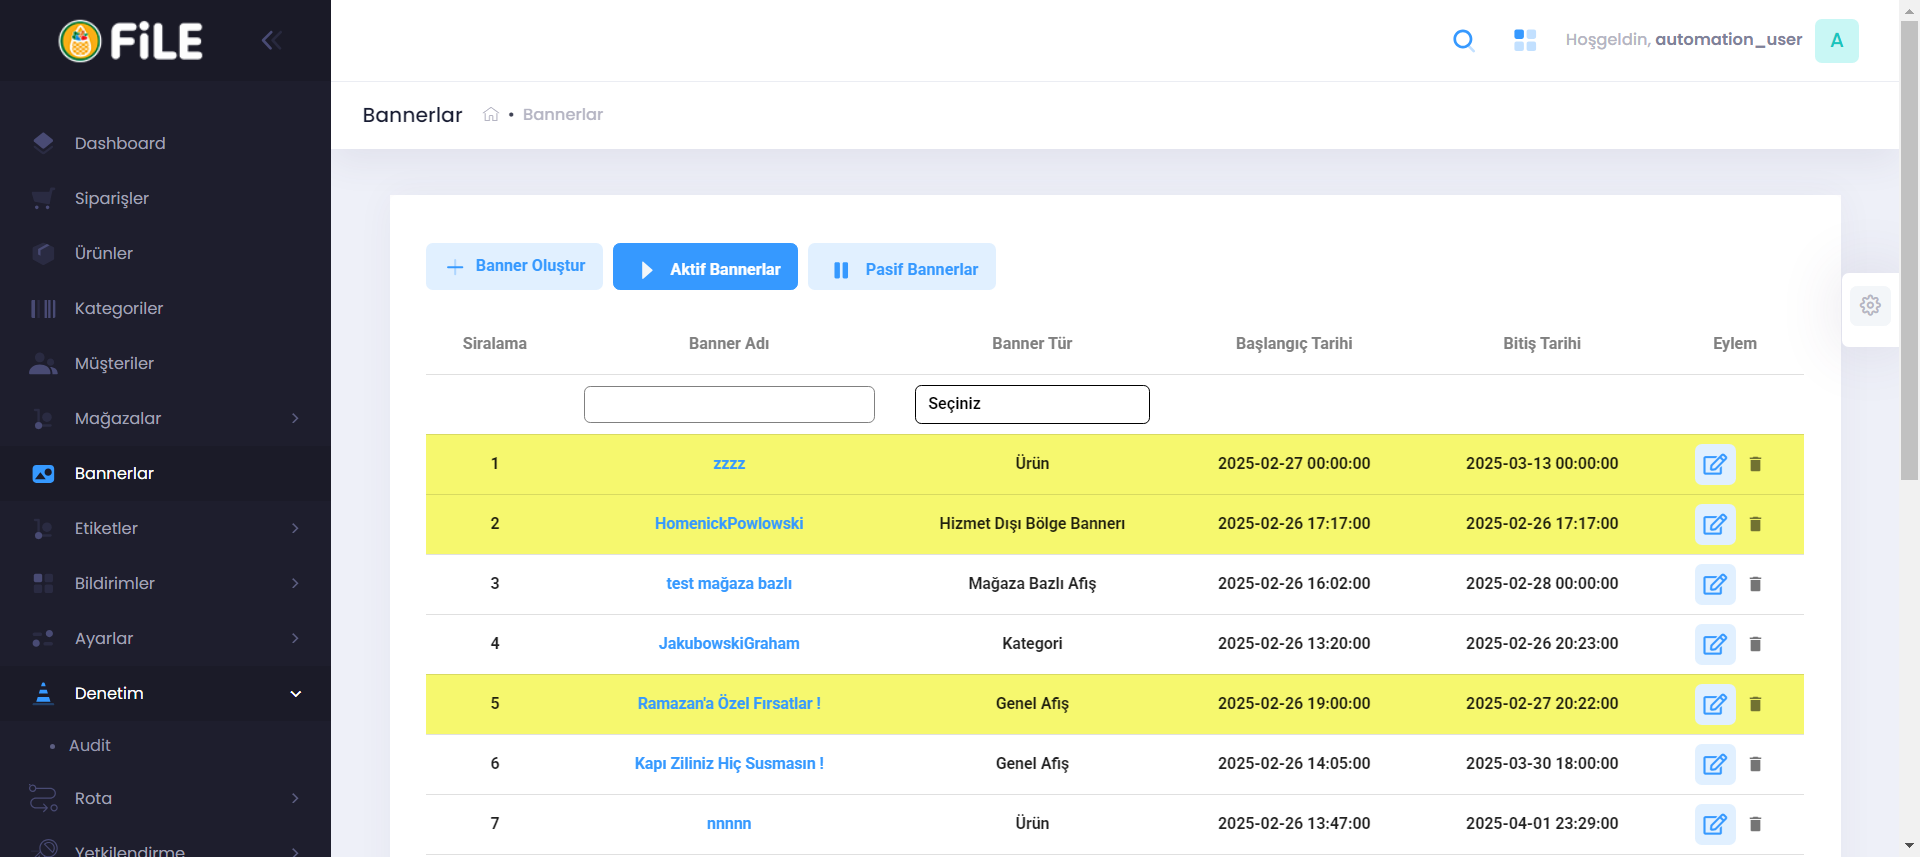 FiLE
Hoşgeldin, automation_user
A
Bannerlar
• Bannerlar
Dashboard
Siparişler
Ürünler
Kategoriler
Müşteriler
Mağazalar
Bannerlar
Etiketler
Bildirimler
Ayarlar
Denetim
• Audit
Rota
Yetkilendirme
Banner Oluştur
Aktif Bannerlar
Pasif Bannerlar
Siralama Banner Adı Banner Tür Başlangıç Tarihi Bitiş Tarihi Eylem
Seçiniz
1 zzzz Ürün 2025-02-27 00:00:00 2025-03-13 00:00:00
2 HomenickPowlowski Hizmet Dışı Bölge Bannerı 2025-02-26 17:17:00 2025-02-26 17:17:00
3 test mağaza bazlı Mağaza Bazlı Afiş 2025-02-26 16:02:00 2025-02-28 00:00:00
4 JakubowskiGraham Kategori 2025-02-26 13:20:00 2025-02-26 20:23:00
5 Ramazan'a Özel Fırsatlar ! Genel Afiş 2025-02-26 19:00:00 2025-02-27 20:22:00
6 Kapı Ziliniz Hiç Susmasın ! Genel Afiş 2025-02-26 14:05:00 2025-03-30 18:00:00
7 nnnnn Ürün 2025-02-26 13:47:00 2025-04-01 23:29:00